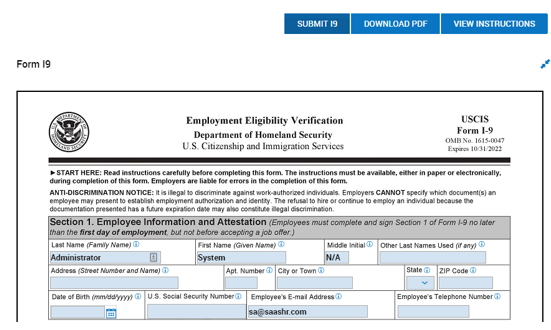 SUBMIT I9 DOWNLOAD PDF VIEW INSTRUCTIONS
Form I9
Employment Eligibility Verification
Department of Homeland Security
U.S. Citizenship and Immigration Services
USCIS
Form I-9
OMB No. 1615-0047
Expires 10/31/2022
►START HERE: Read instructions carefully before completing this form. The instructions must be available, either in paper or electronically,
during completion of this form. Employers are liable for errors in the completion of this form.
ANTI-DISCRIMINATION NOTICE: It is illegal to discriminate against work-authorized individuals. Employers CANNOT specify which document(s) an
employee may present to establish employment authorization and identity. The refusal to hire or continue to employ an individual because the
documentation presented has a future expiration date may also constitute illegal discrimination.
Section 1. Employee Information and Attestation (Employees must complete and sign Section 1 of Form I-9 no later
than the first day of employment, but not before accepting a job offer.)
Last Name (Family Name) First Name (Given Name) Middle Initial Other Last Names Used (if any)
Administrator System N/A
Address (Street Number and Name) Apt. Number City or Town State ZIP Code
Date of Birth (mm/dd/yyyy) U.S. Social Security Number Employee's E-mail Address Employee's Telephone Number
sa@saashr.com